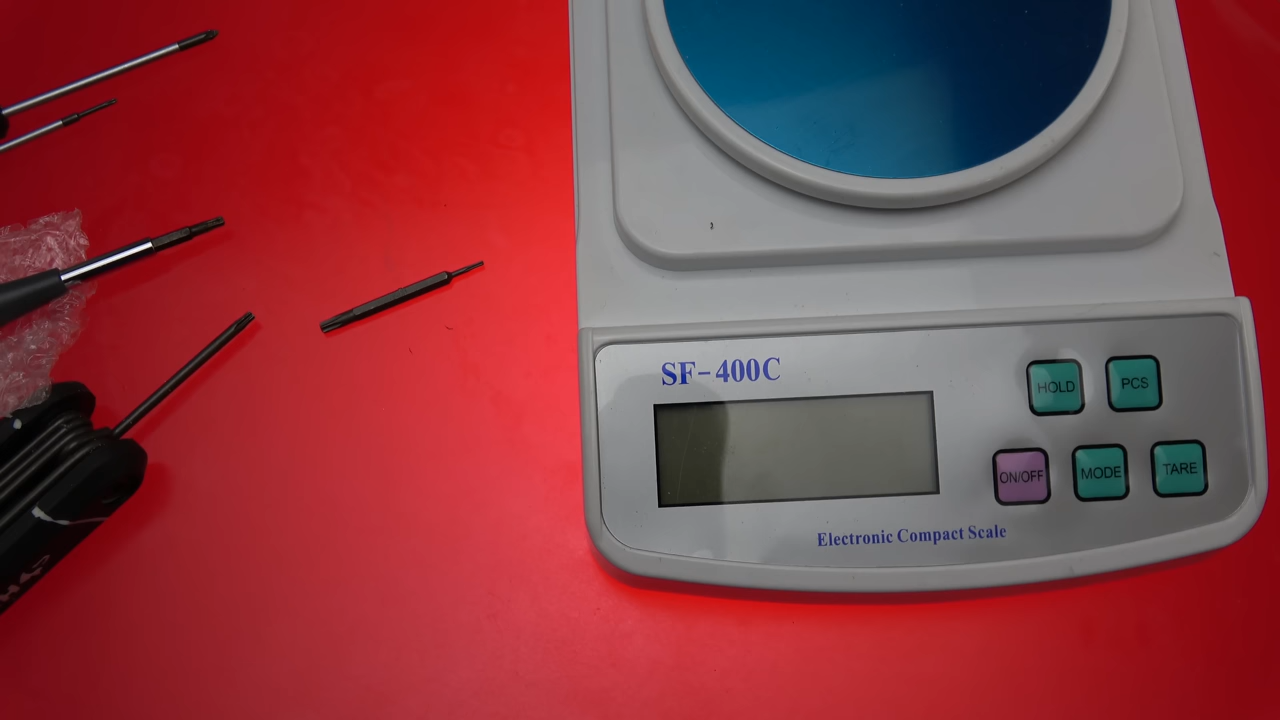 SF-400C
HOLD
PCS
ON/OFF
MODE
TARE
Electronic Compact Scale